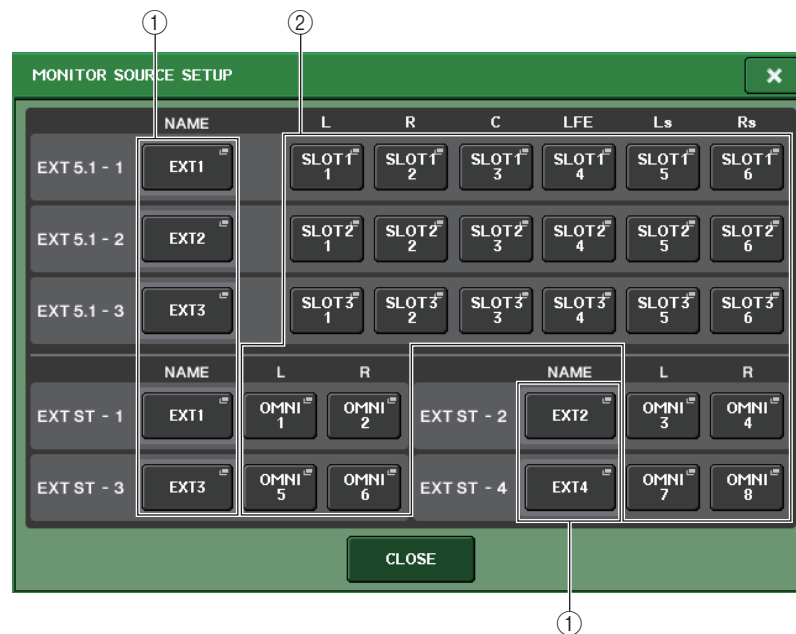 ① ②
MONITOR SOURCE SETUP ×
NAME L R C LFE Ls Rs
EXT 5.1 - 1 EXT1 SLOT1 1 SLOT1 2 SLOT1 3 SLOT1 4 SLOT1 5 SLOT1 6
EXT 5.1 - 2 EXT2 SLOT2 1 SLOT2 2 SLOT2 3 SLOT2 4 SLOT2 5 SLOT2 6
EXT 5.1 - 3 EXT3 SLOT3 1 SLOT3 2 SLOT3 3 SLOT3 4 SLOT3 5 SLOT3 6
NAME L R NAME L R
EXT ST - 1 EXT1 OMNI 1 OMNI 2 EXT ST - 2 EXT2 OMNI 3 OMNI 4
EXT ST - 3 EXT3 OMNI 5 OMNI 6 EXT ST - 4 EXT4 OMNI 7 OMNI 8
CLOSE
①